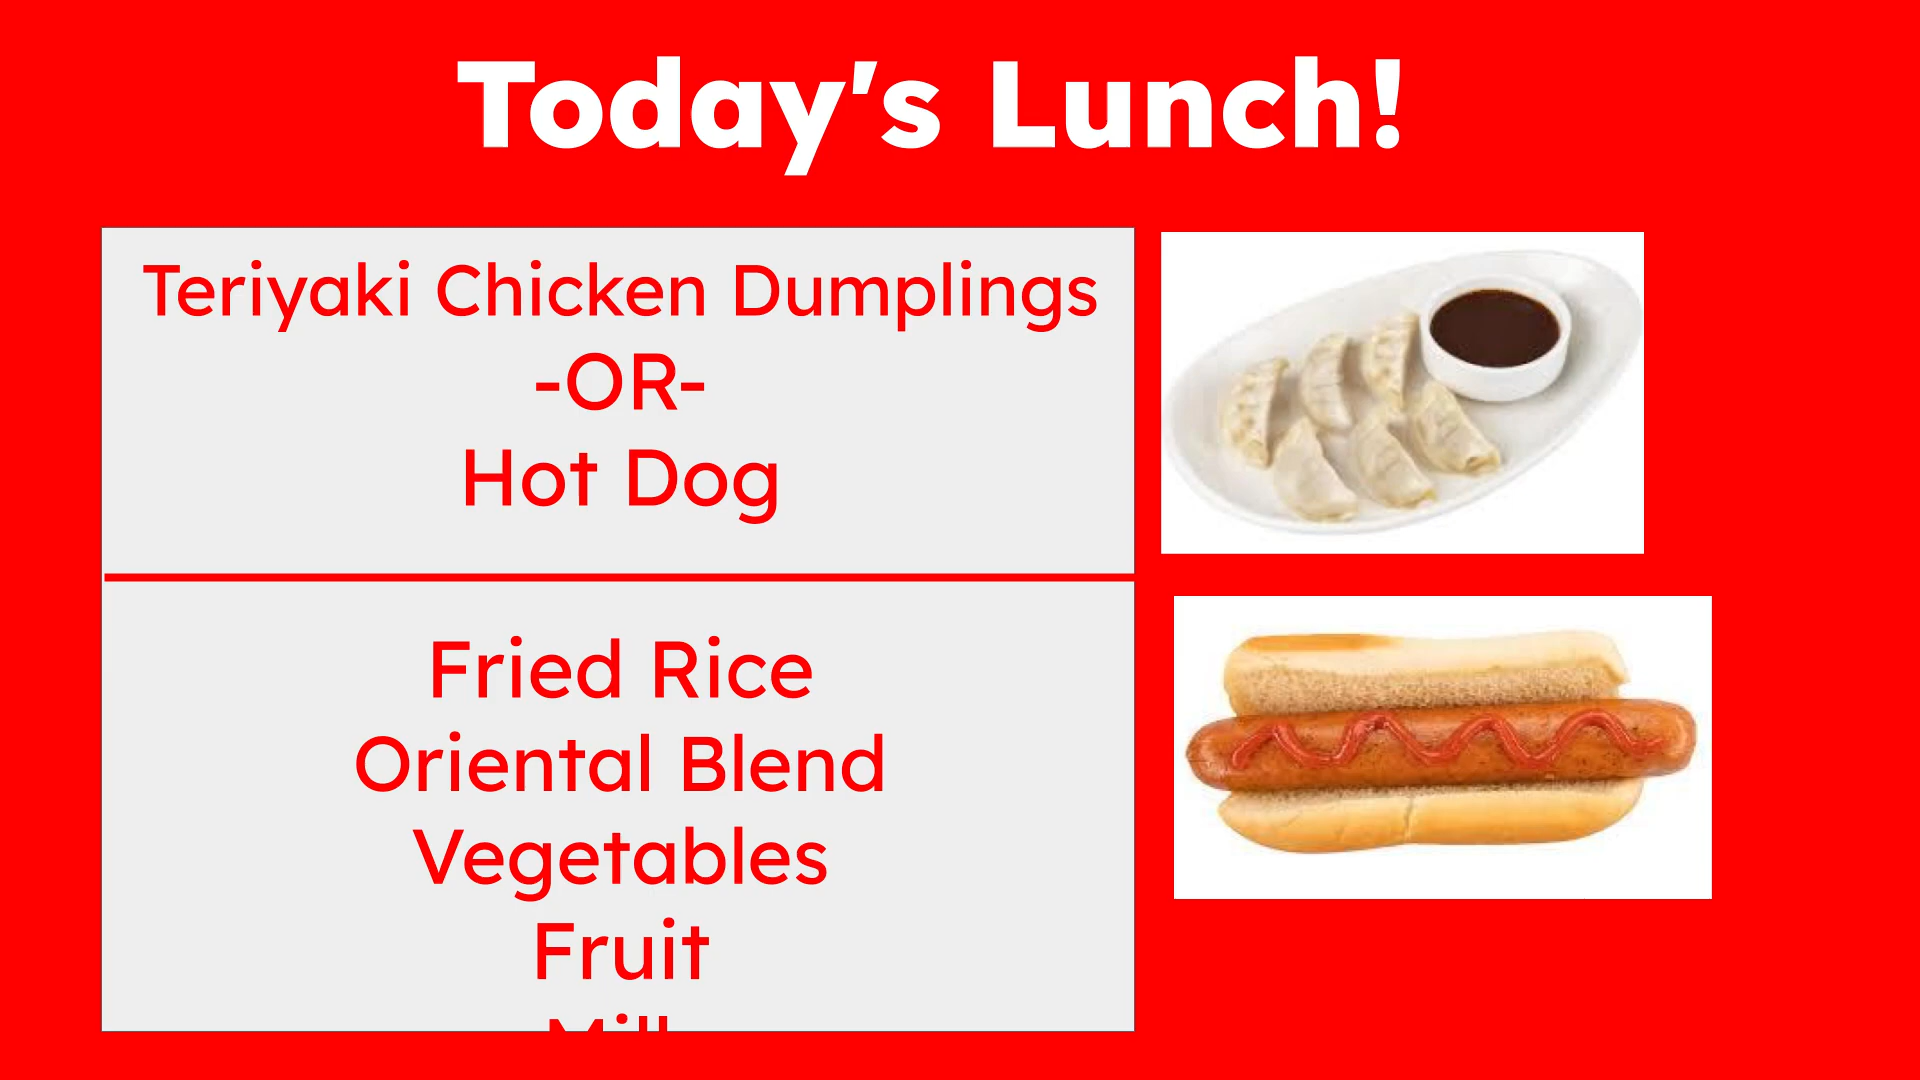 Today's Lunch!
Teriyaki Chicken Dumplings
-OR-
Hot Dog
Fried Rice
Oriental Blend
Vegetables
Fruit